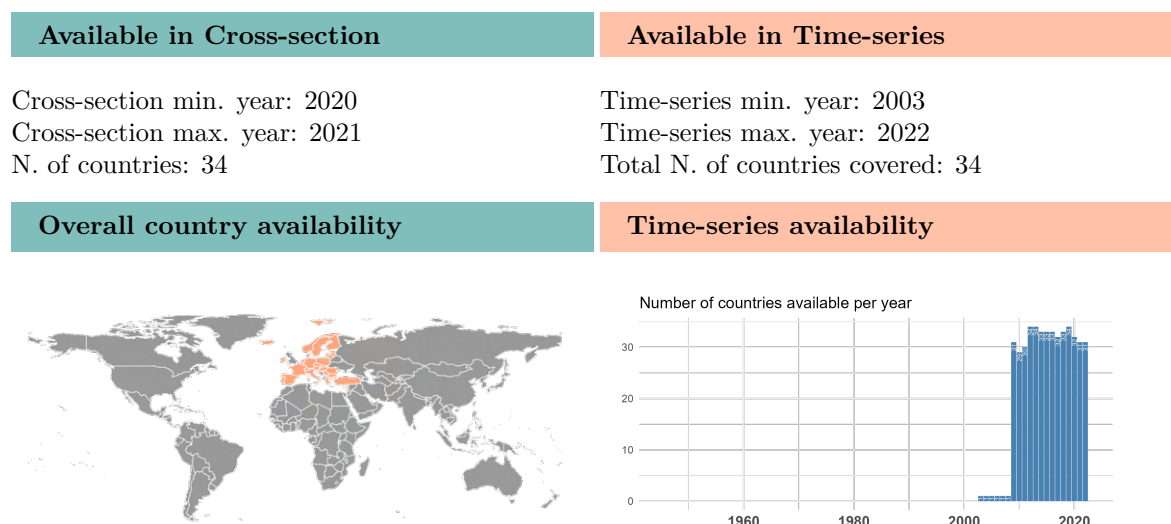 Available in Cross-section
Available in Time-series
Cross-section min. year: 2020
Cross-section max. year: 2021
N. of countries: 34
Time-series min. year: 2003
Time-series max. year: 2022
Total N. of countries covered: 34
Overall country availability
Time-series availability
Number of countries available per year
30
20
10
0
1960 1980 2000 2020